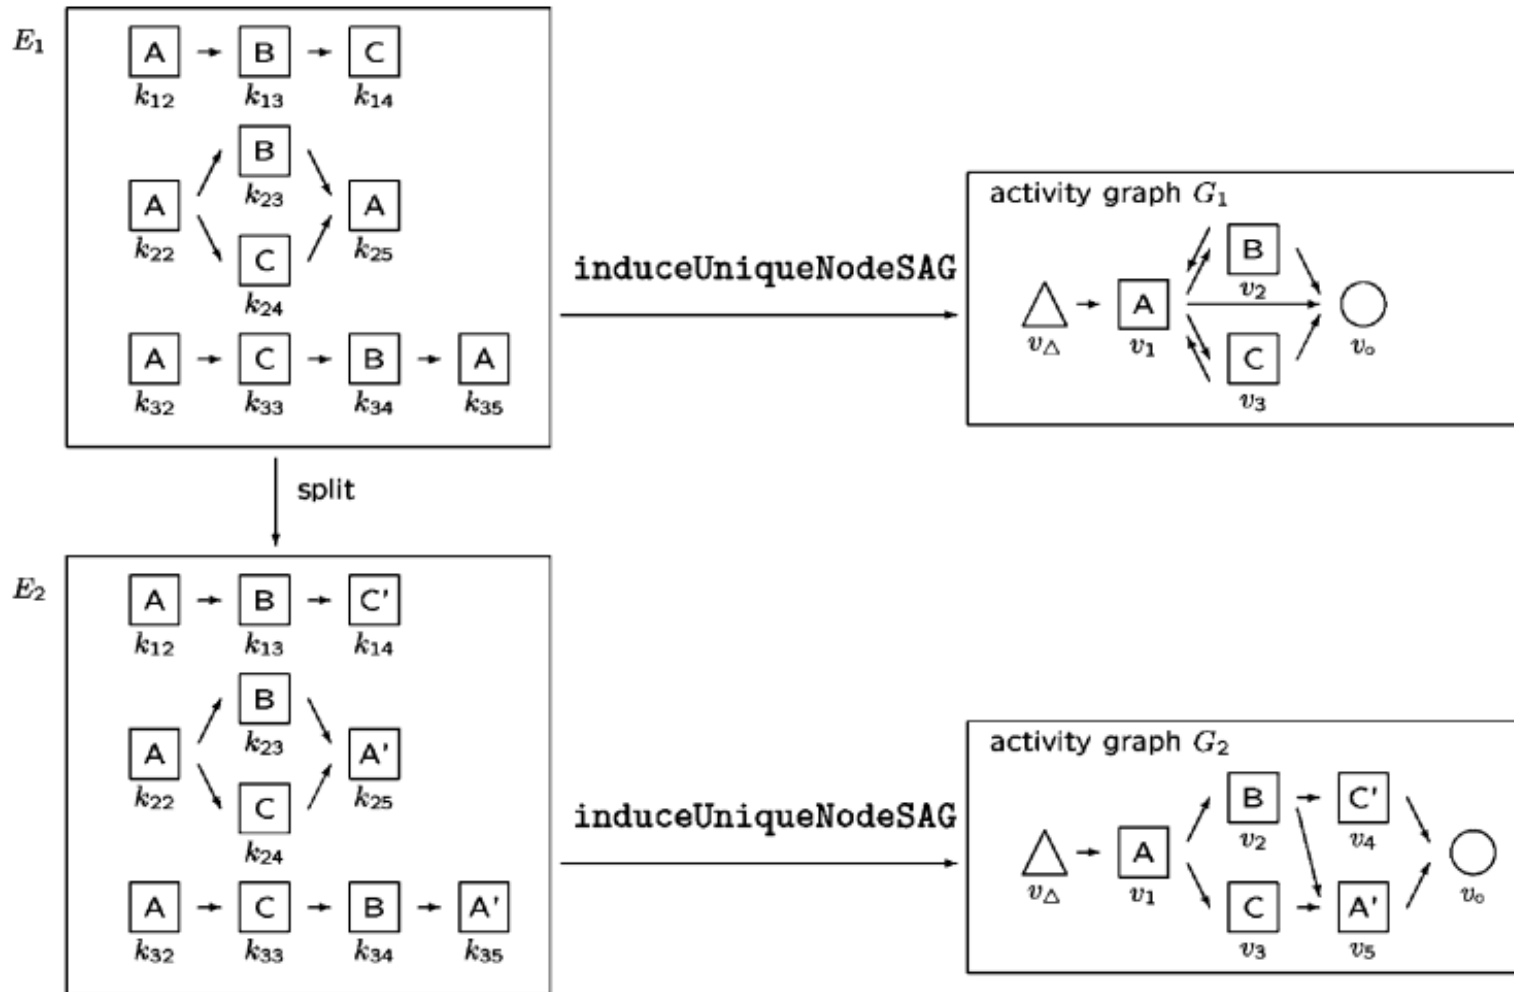 E₁
A → B → C
k₁₂ k₁₃ k₁₄
B
k₂₃
A A
k₂₂ k₂₅
C
k₂₄
A → C → B → A
k₃₂ k₃₃ k₃₄ k₃₅
induceUniqueNodeSAG
activity graph G₁
B
v₂
A
v△ v₁ v○
C
v₃
split
E₂
A → B → C'
k₁₂ k₁₃ k₁₄
B
k₂₃
A A'
k₂₂ k₂₅
C
k₂₄
A → C → B → A'
k₃₂ k₃₃ k₃₄ k₃₅
induceUniqueNodeSAG
activity graph G₂
B → C'
v₂ v₄
A
v△ v₁ v○
C → A'
v₃ v₅